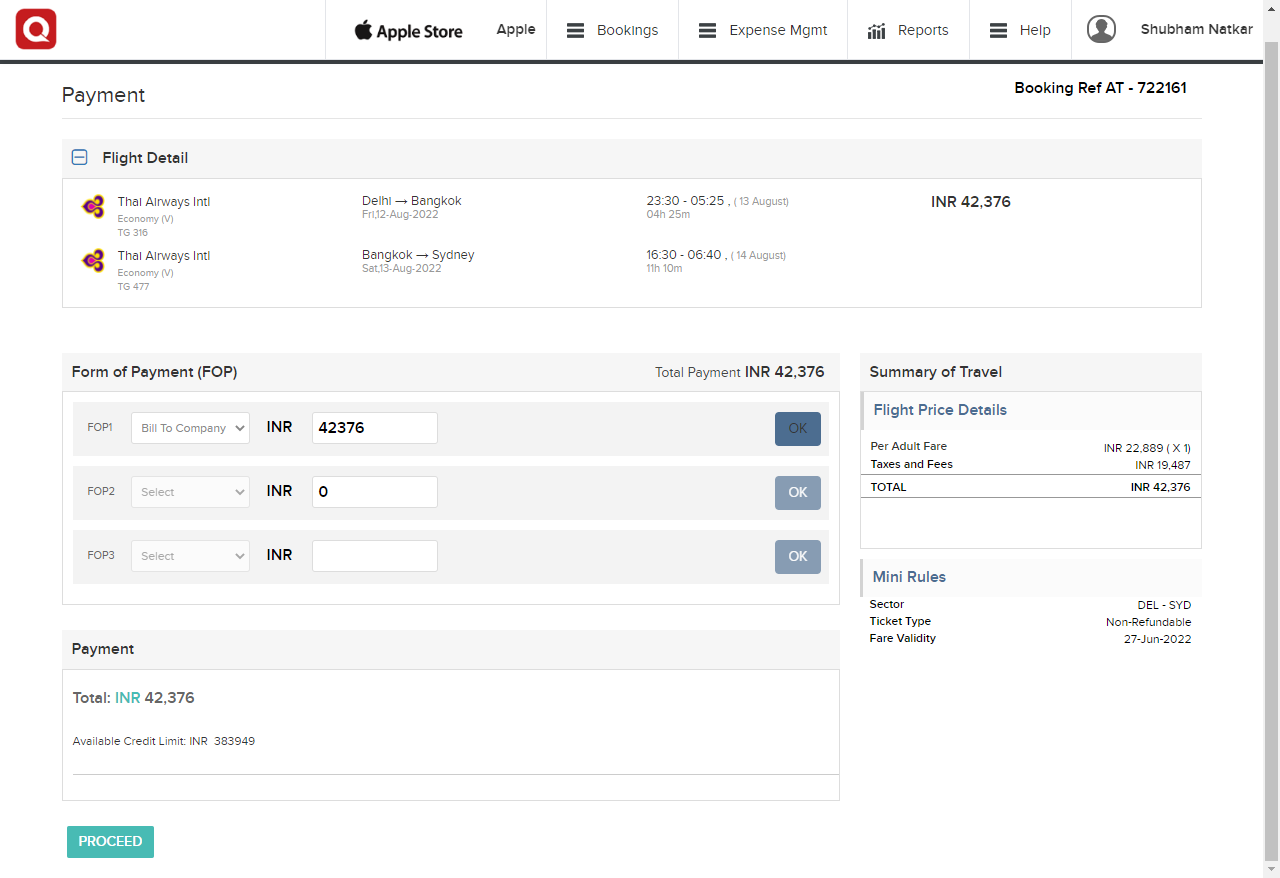 Q
Apple Store Apple Bookings Expense Mgmt Reports Help Shubham Natkar
Payment
Booking Ref AT - 722161
Flight Detail
Thai Airways Intl Delhi → Bangkok 23:30 - 05:25 , ( 13 August) INR 42,376
Economy (V) Fri,12-Aug-2022 04h 25m
TG 316
Thai Airways Intl Bangkok → Sydney 16:30 - 06:40 , ( 14 August)
Economy (V) Sat,13-Aug-2022 11h 10m
TG 477
Form of Payment (FOP) Total Payment INR 42,376
FOP1 Bill To Company INR 42376 OK
FOP2 Select INR 0 OK
FOP3 Select INR OK
Payment
Total: INR 42,376
Available Credit Limit: INR 383949
PROCEED
Summary of Travel
Flight Price Details
Per Adult Fare INR 22,889 ( X 1)
Taxes and Fees INR 19,487
TOTAL INR 42,376
Mini Rules
Sector DEL - SYD
Ticket Type Non-Refundable
Fare Validity 27-Jun-2022